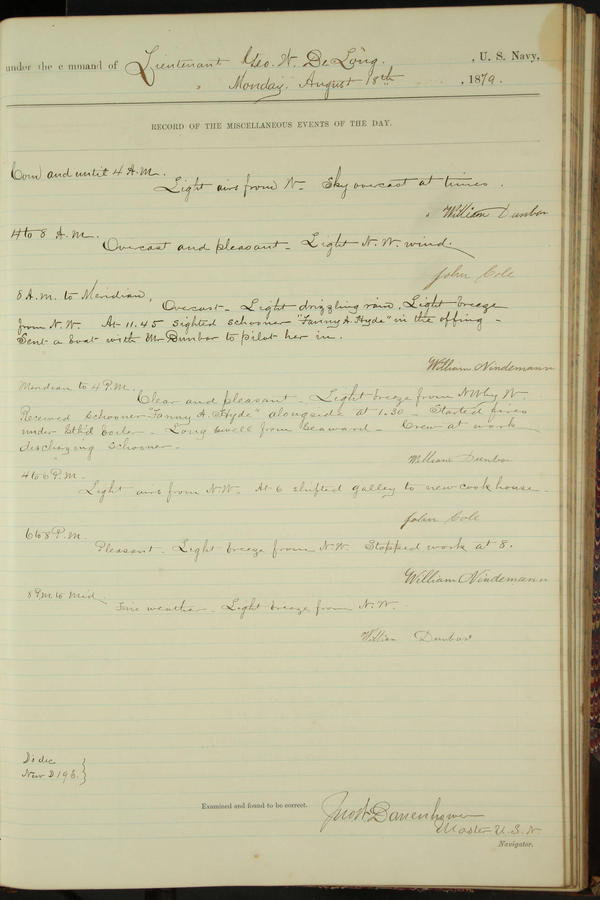 under the command of Lieutenant Geo. W. De Long. , U. S. Navy,
Monday. August 18th , 1879.
RECORD OF THE MISCELLANEOUS EVENTS OF THE DAY.
Com and until 4 A.M.
Light airs from N. Sky overcast at times.
William Dunbar
4 to 8 A.M.
Overcast and pleasant - Light N.W. wind.
John Cole
8 A.M. to Meridian,
Overcast - Light drizzling rain. Light breeze
from N.W. At 11.45 sighted schooner "Fanny A. Hyde" in the offing -
Sent a boat with Mr Dunbar to pilot her in.
William Nindemann
Meridian to 4 P.M.
Clear and pleasant - Light breeze from NW by W.
Received schooner "Fanny A. Hyde" alongside at 1.30 - Started fires
under Stb'd boiler - Long swell from seaward - Crew at work
discharging schooner -
William Dunbar
4 to 6 P.M.
Light airs from N.W. At 6 shifted galley to new cook house -
John Cole
6 to 8 P.M.
Pleasant. Light breeze from N.W. Stopped work at 8.
William Nindemann
8 P.M. to Mid.
Fine weather - Light breeze from N.W.
William Dunbar
New D 196.
Examined and found to be correct.
Danenhower
Master U.S.N
Navigator.